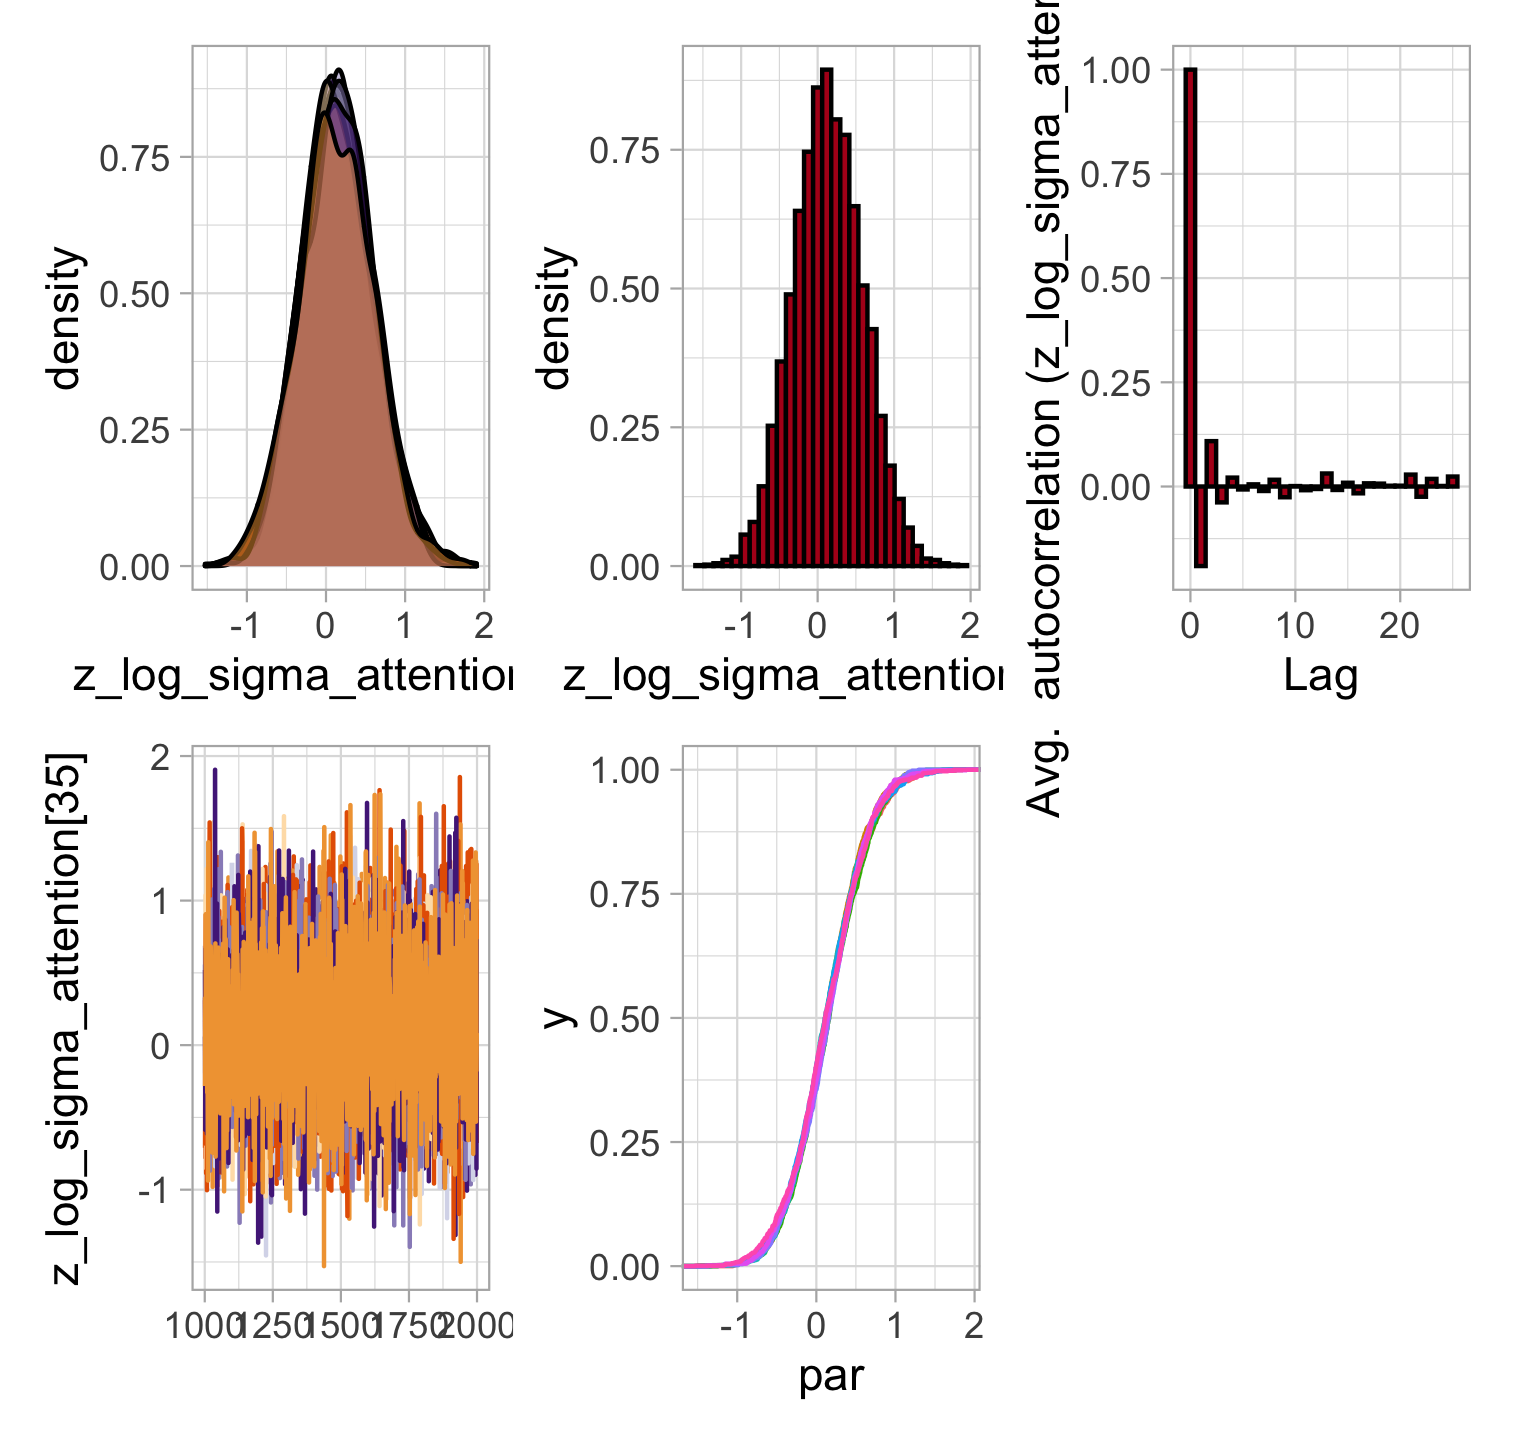 density
0.75
0.50
0.25
0.00
-1 0 1 2
z_log_sigma_attention
density
0.75
0.50
0.25
0.00
-1 0 1 2
z_log_sigma_attention
Avg. autocorrelation (z_log_sigma_atten
1.00
0.75
0.50
0.25
0.00
0 10 20
Lag
z_log_sigma_attention[35]
2
1
0
-1
1000 1250 1500 1750 2000
y
1.00
0.75
0.50
0.25
0.00
-1 0 1 2
par